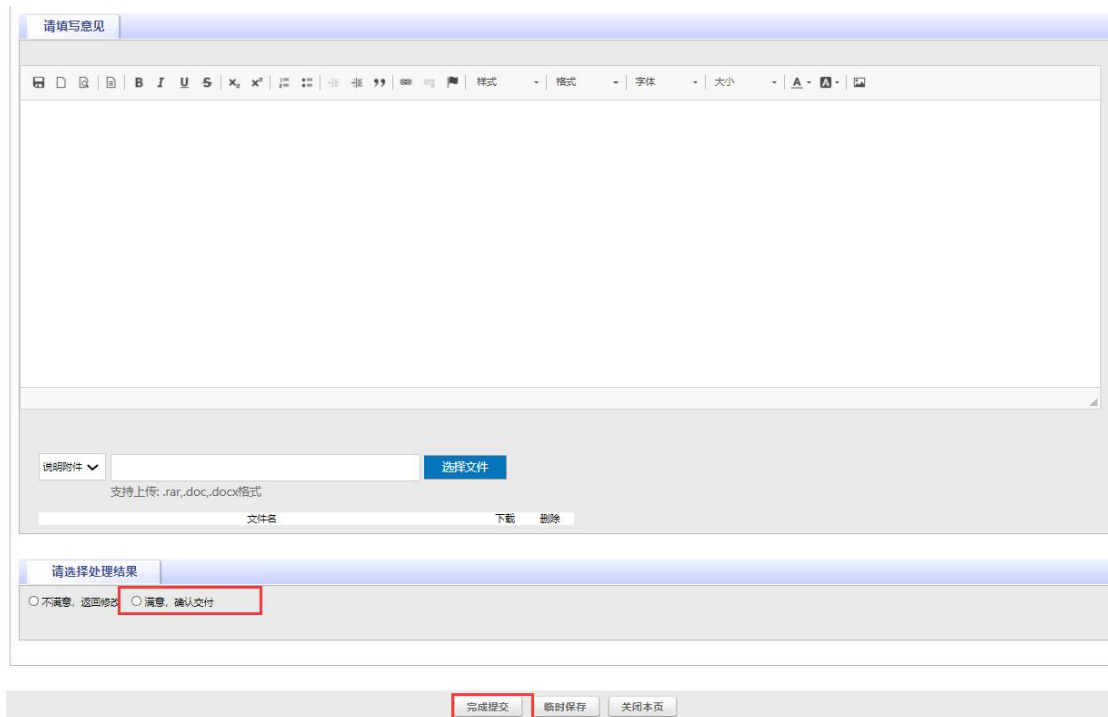 请填写意见
B I U S x₂ x² 样式 格式 字体 大小 A A
说明附件 选择文件
支持上传: .rar,.doc,.docx格式
文件名 下载 删除
请选择处理结果
不满意，返回修改 满意，确认交付
完成提交 临时保存 关闭本页